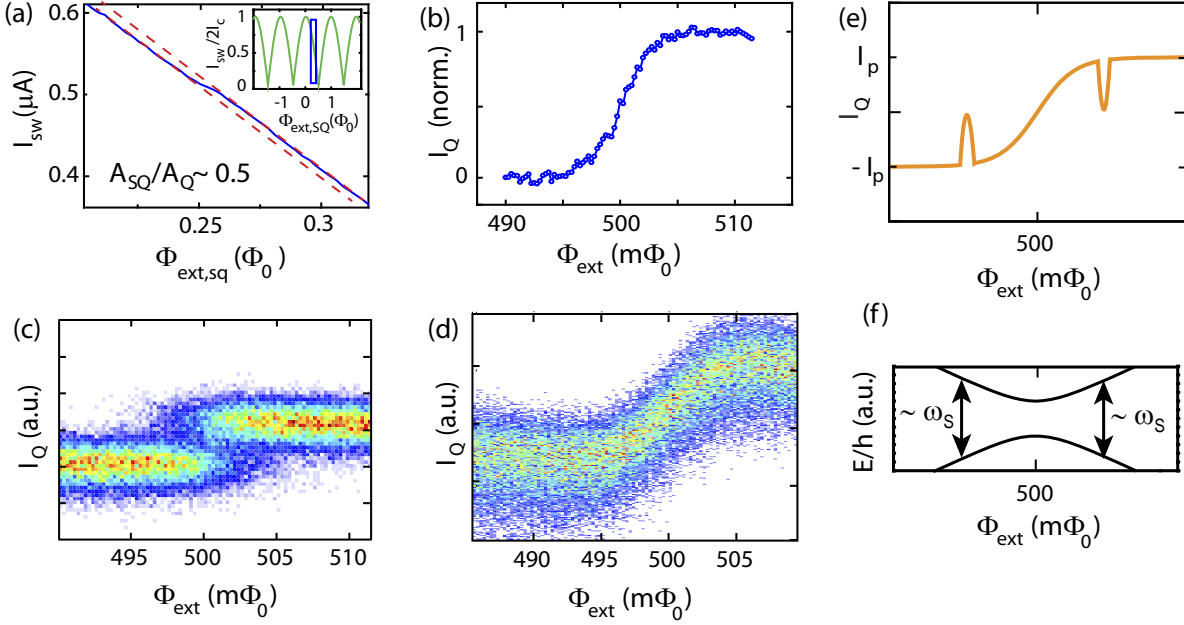 (a)
0.6
0.5
0.4
I_sw (μA)
A_SQ/A_Q ~ 0.5
0.25
0.3
Φ_ext,sq (Φ_0)
I_sw/2I_c
1
0.5
0
-1
0
1
Φ_ext,SQ (Φ_0)
(b)
1
0
I_Q (norm.)
490
500
510
Φ_ext (mΦ_0)
(e)
I_p
I_Q
- I_p
500
Φ_ext (mΦ_0)
(c)
I_Q (a.u.)
495
500
505
510
Φ_ext (mΦ_0)
(d)
I_Q (a.u.)
490
495
500
505
Φ_ext (mΦ_0)
(f)
E/h (a.u.)
~ ω_S
~ ω_S
500
Φ_ext (mΦ_0)